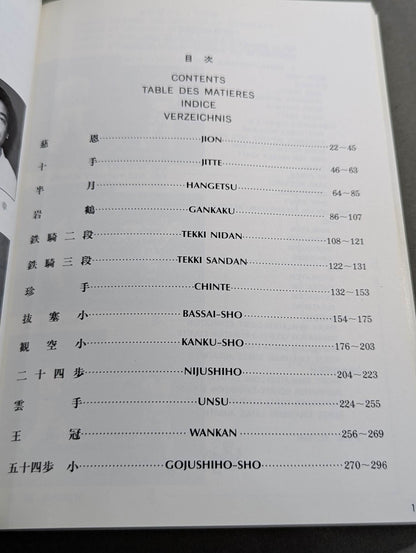 目 次
CONTENTS
TABLE DES MATIERES
INDICE
VERZEICHNIS
慈 恩 JION 22～45
十 手 JITTE 46～63
半 月 HANGETSU 64～85
岩 鶴 GANKAKU 86～107
鉄 騎 二 段 TEKKI NIDAN 108～121
鉄 騎 三 段 TEKKI SANDAN 122～131
珍 手 CHINTE 132～153
抜 塞 小 BASSAI-SHO 154～175
観 空 小 KANKU-SHO 176～203
二 十 四 歩 NIJUSHIHO 204～223
雲 手 UNSU 224～255
王 冠 WANKAN 256～269
五十四歩 小 GOJUSHIHO-SHO 270～296